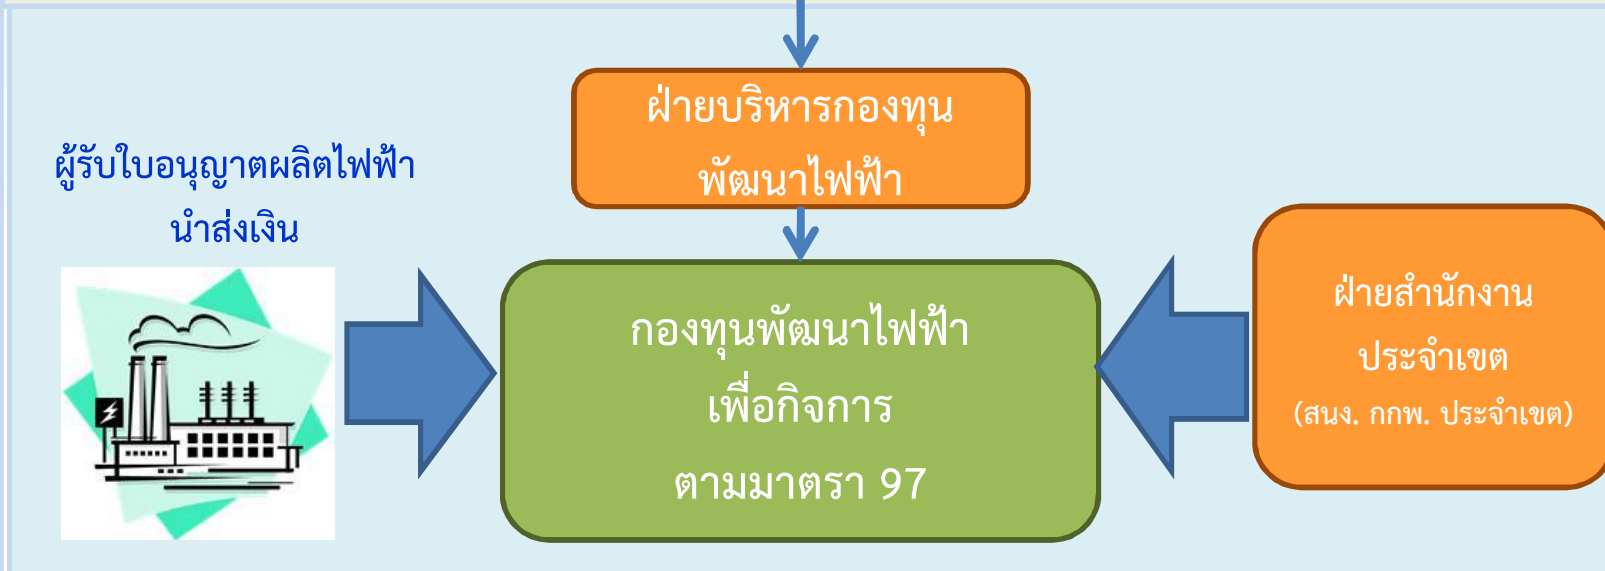 ฝ่ายบริหารกองทุน
พัฒนาไฟฟ้า
ผู้รับใบอนุญาตผลิตไฟฟ้า
นำส่งเงิน
กองทุนพัฒนาไฟฟ้า
เพื่อกิจการ
ตามมาตรา 97
ฝ่ายสำนักงาน
ประจำเขต
(สนง. กกพ. ประจำเขต)